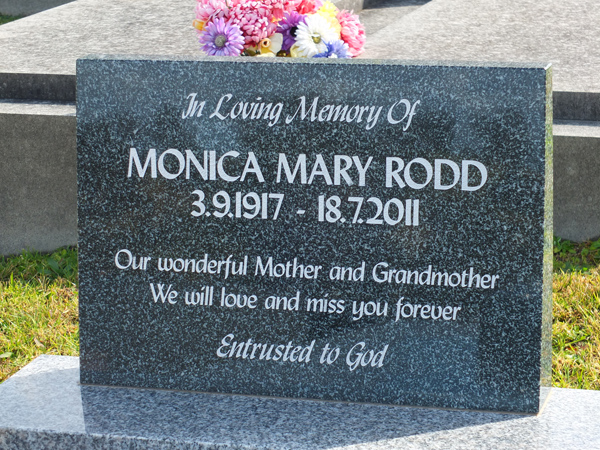 In Loving Memory Of
MONICA MARY RODD
3.9.1917 - 18.7.2011
Our wonderful Mother and Grandmother
We will love and miss you forever
Entrusted to God